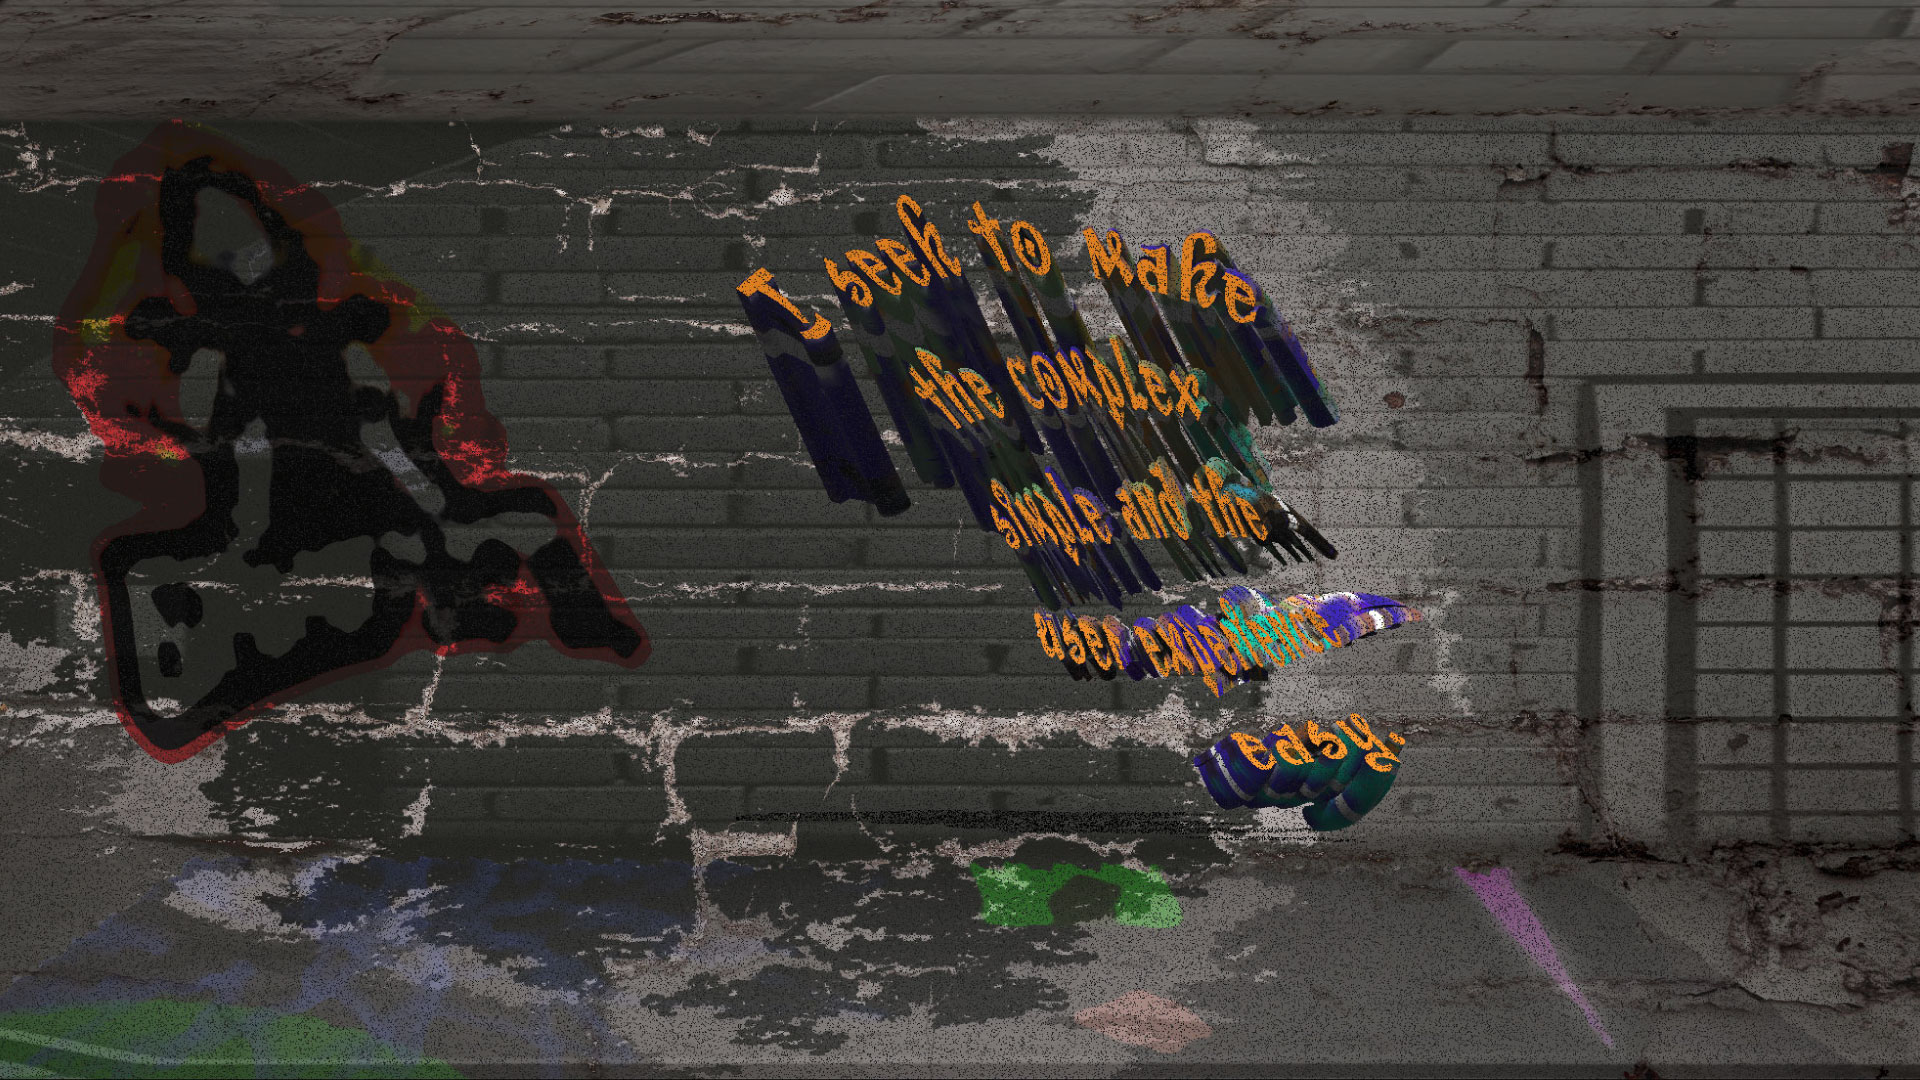 I seek to make
the complex
simple and the
user experience
easy.